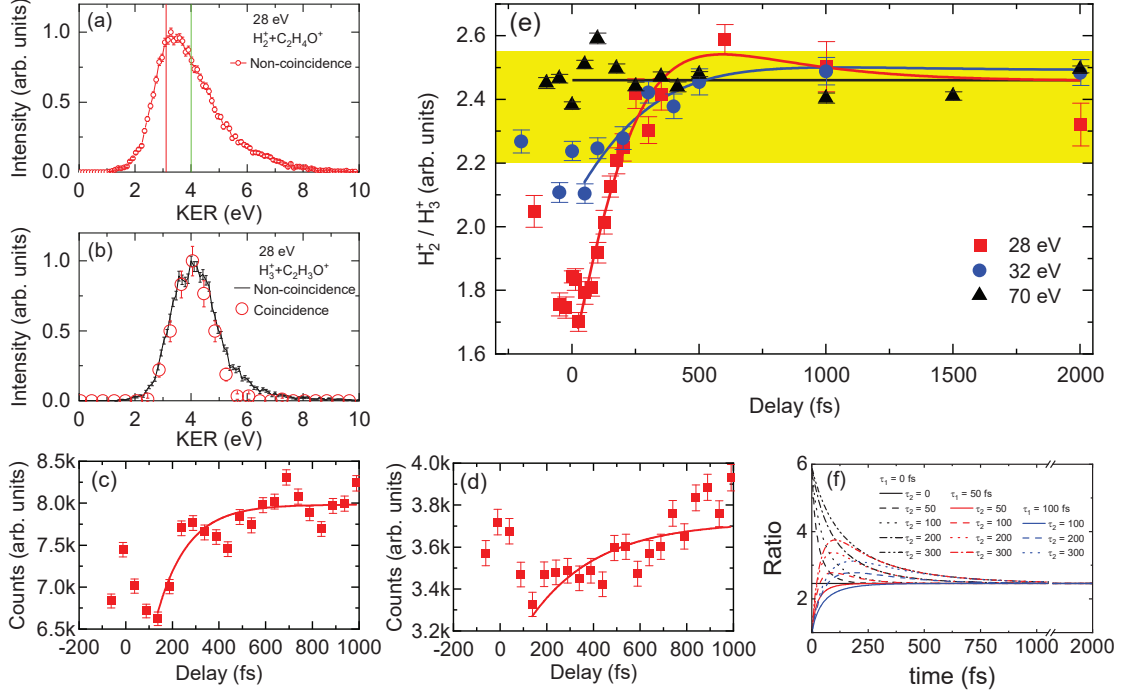 (a)
28 eV
H₂⁺+C₂H₄O⁺
Non-coincidence
Intensity (arb. units)
1.0
0.5
0.0
0 2 4 6 8 10
KER (eV)
(b)
28 eV
H₃⁺+C₂H₃O⁺
Non-coincidence
Coincidence
Intensity (arb. units)
1.0
0.5
0.0
0 2 4 6 8 10
KER (eV)
(e)
H₂⁺ / H₃⁺ (arb. units)
2.6
2.4
2.2
2.0
1.8
1.6
28 eV
32 eV
70 eV
0 500 1000 1500 2000
Delay (fs)
(c)
Counts (arb. units)
8.5k
8.0k
7.5k
7.0k
6.5k
-200 0 200 400 600 800 1000
Delay (fs)
(d)
Counts (arb. units)
4.0k
3.8k
3.6k
3.4k
3.2k
-200 0 200 400 600 800 1000
Delay (fs)
(f)
Ratio
6
4
2
τ₁ = 0 fs
τ₂ = 0
τ₂ = 50
τ₂ = 100
τ₂ = 200
τ₂ = 300
τ₁ = 50 fs
τ₂ = 50
τ₂ = 100
τ₂ = 200
τ₂ = 300
τ₁ = 100 fs
τ₂ = 100
τ₂ = 200
τ₂ = 300
0 250 500 750 1000 2000
time (fs)